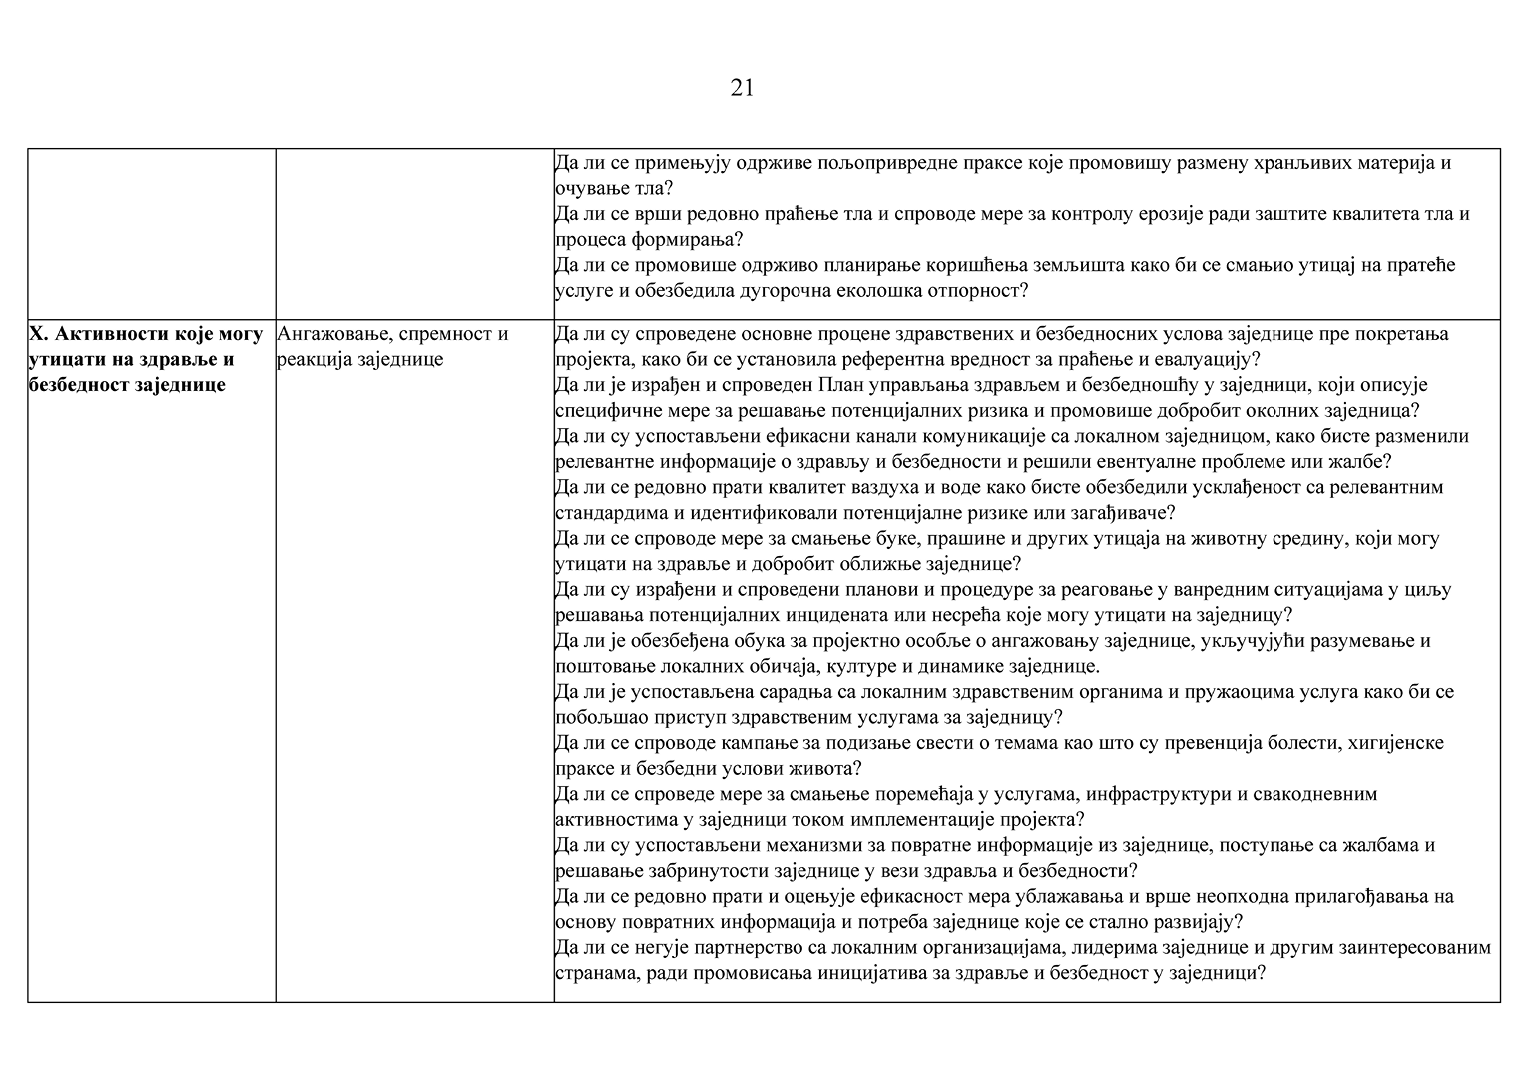 21
Да ли се примењују одрживе пољопривредне праксе које промовишу размену хранљивих материја и
очување тла?
Да ли се врши редовно праћење тла и спроводе мере за контролу ерозије ради заштите квалитета тла и
процеса формирања?
Да ли се промовише одрживо планирање коришћења земљишта како би се смањио утицај на пратеће
услуге и обезбедила дугорочна еколошка отпорност?
X. Активности које могу
утицати на здравље и
безбедност заједнице
Ангажовање, спремност и
реакција заједнице
Да ли су спроведене основне процене здравствених и безбедносних услова заједнице пре покретања
пројекта, како би се установила референтна вредност за праћење и евалуацију?
Да ли је израђен и спроведен План управљања здрављем и безбедношћу у заједници, који описује
специфичне мере за решавање потенцијалних ризика и промовише добробит околних заједница?
Да ли су успостављени ефикасни канали комуникације са локалном заједницом, како бисте разменили
релевантне информације о здрављу и безбедности и решили евентуалне проблеме или жалбе?
Да ли се редовно прати квалитет ваздуха и воде како бисте обезбедили усклађеност са релевантним
стандардима и идентификовали потенцијалне ризике или загађиваче?
Да ли се спроводе мере за смањење буке, прашине и других утицаја на животну средину, који могу
утицати на здравље и добробит оближње заједнице?
Да ли су израђени и спроведени планови и процедуре за реаговање у ванредним ситуацијама у циљу
решавања потенцијалних инцидената или несрећа које могу утицати на заједницу?
Да ли је обезбеђена обука за пројектно особље о ангажовању заједнице, укључујући разумевање и
поштовање локалних обичаја, културе и динамике заједнице.
Да ли је успостављена сарадња са локалним здравственим органима и пружаоцима услуга како би се
побољшао приступ здравственим услугама за заједницу?
Да ли се спроводе кампање за подизање свести о темама као што су превенција болести, хигијенске
праксе и безбедни услови живота?
Да ли се спроведе мере за смањење поремећаја у услугама, инфраструктури и свакодневним
активностима у заједници током имплементације пројекта?
Да ли су успостављени механизми за повратне информације из заједнице, поступање са жалбама и
решавање забринутости заједнице у вези здравља и безбедности?
Да ли се редовно прати и оцењује ефикасност мера ублажавања и врше неопходна прилагођавања на
основу повратних информација и потреба заједнице које се стално развијају?
Да ли се негује партнерство са локалним организацијама, лидерима заједнице и другим заинтересованим
странама, ради промовисања иницијатива за здравље и безбедност у заједници?